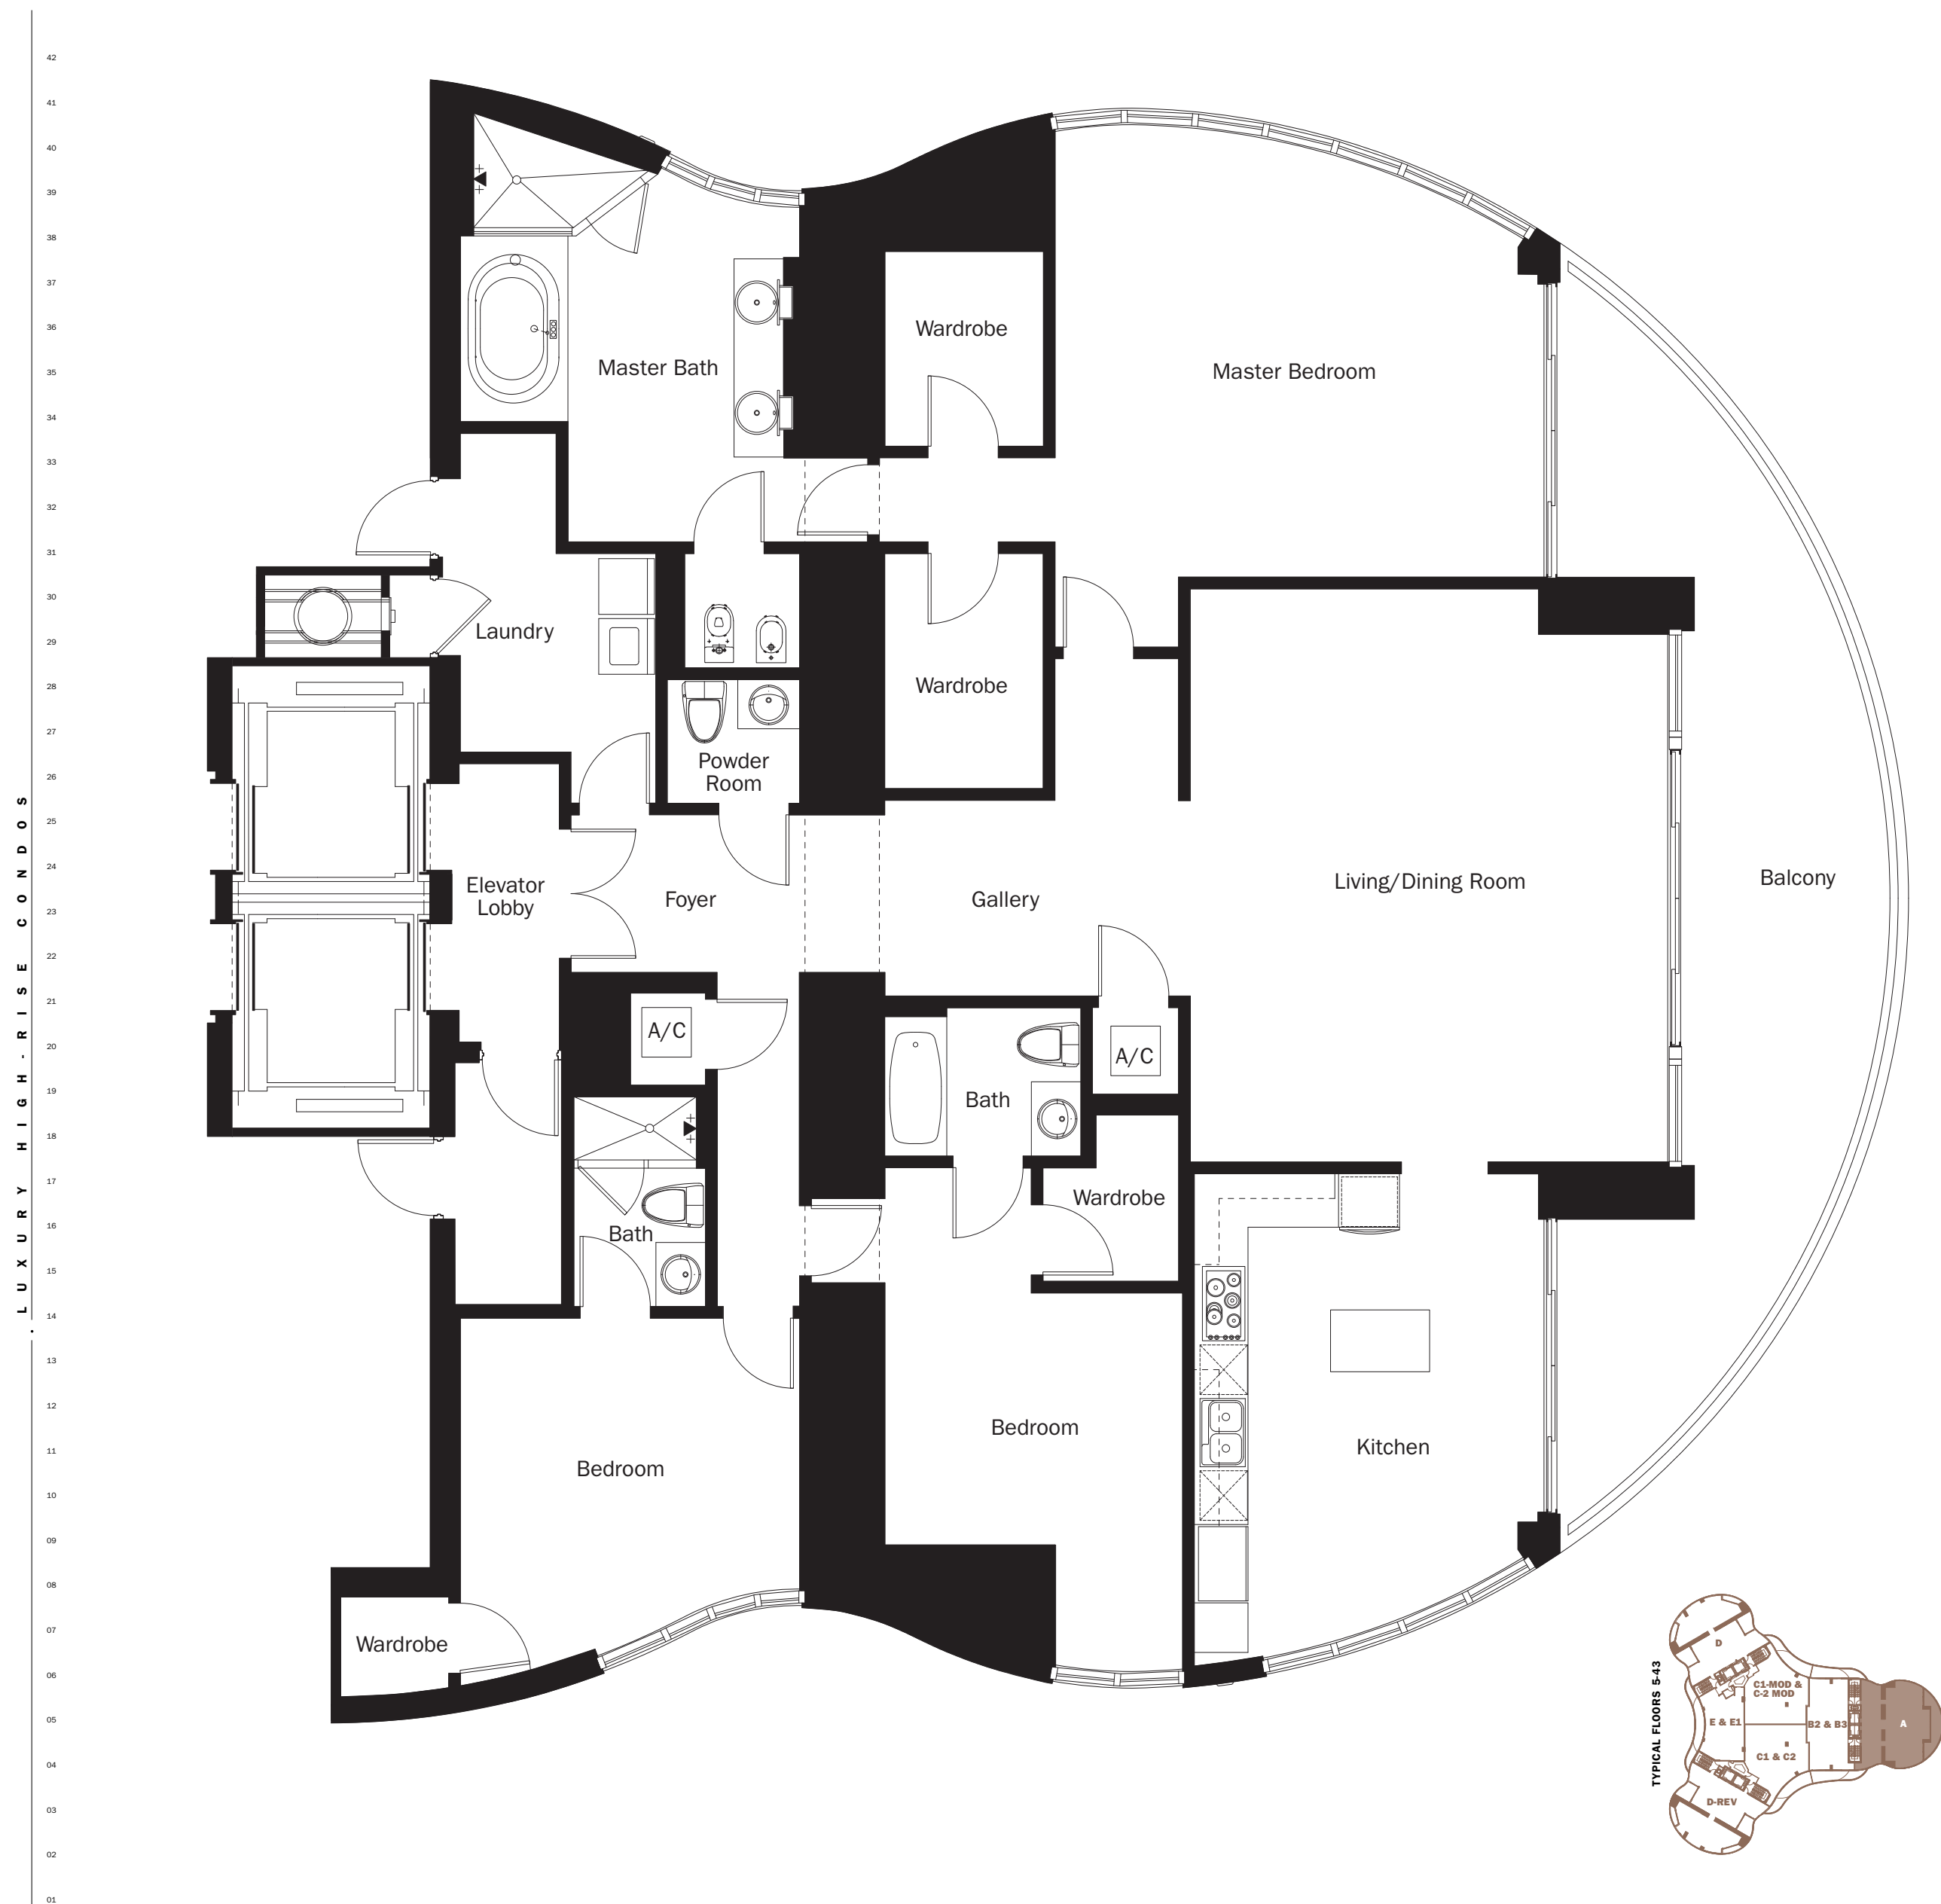 . LUXURY HIGH-RISE CONDOS
42
41
40
39
38
37
36
35
34
33
32
31
30
29
28
27
26
25
24
23
22
21
20
19
18
17
16
15
14
13
12
11
10
09
08
07
06
05
04
03
02
01
Wardrobe
Master Bath
Master Bedroom
Laundry
Wardrobe
Powder
Room
Elevator
Lobby
Foyer
Gallery
Living/Dining Room
Balcony
A/C
A/C
Bath
Wardrobe
Bath
Bedroom
Bedroom
Kitchen
Wardrobe
TYPICAL FLOORS 5-43
D
C1-MOD &
C-2 MOD
E & E1
B2 & B3
A
C1 & C2
D-REV